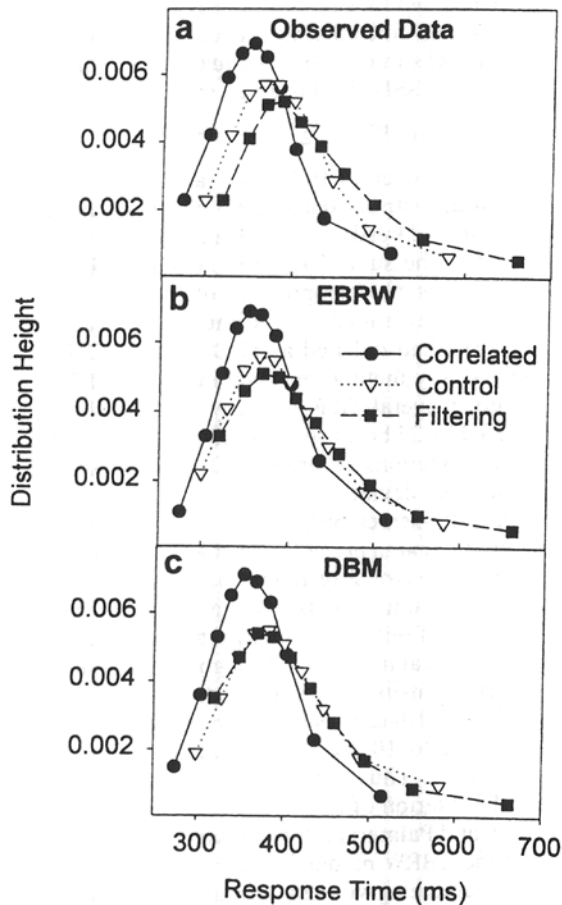 a
Observed Data
0.006
0.004
0.002
b
EBRW
0.006
Correlated
Control
0.004
Filtering
0.002
c
DBM
0.006
0.004
0.002
300 400 500 600 700
Response Time (ms)
Distribution Height